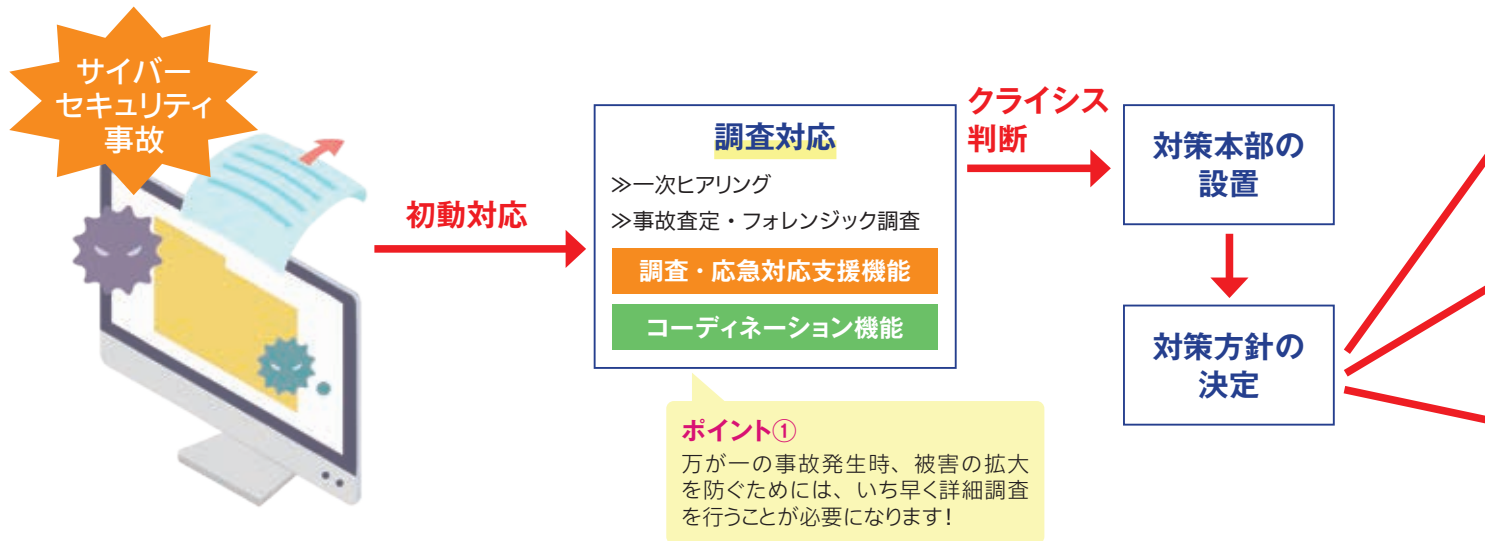 サイバー
セキュリティ
事故
初動対応
調査対応
≫一次ヒアリング
≫事故査定・フォレンジック調査
調査・応急対応支援機能
コーディネーション機能
ポイント①
万が一の事故発生時、被害の拡大
を防ぐためには、いち早く詳細調査
を行うことが必要になります！
クライシス
判断
対策本部の
設置
対策方針の
決定